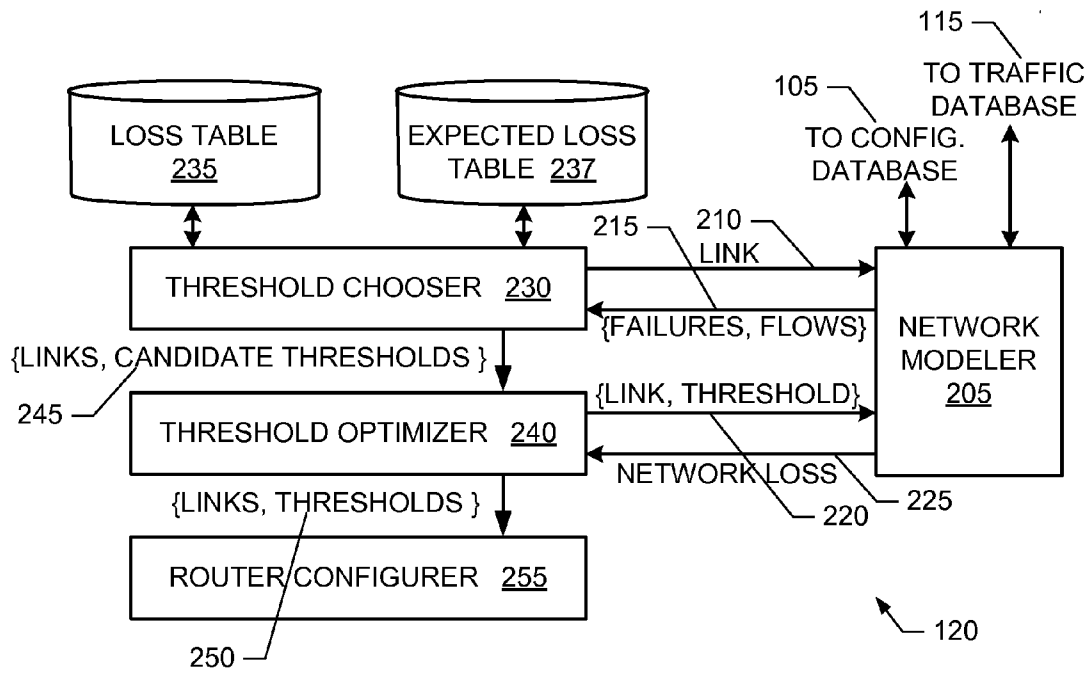 115
TO TRAFFIC
DATABASE
105
TO CONFIG.
DATABASE
LOSS TABLE
235
EXPECTED LOSS
TABLE 237
215
210
LINK
THRESHOLD CHOOSER 230
{FAILURES, FLOWS}
NETWORK
MODELER
205
{LINKS, CANDIDATE THRESHOLDS }
245
{LINK, THRESHOLD}
THRESHOLD OPTIMIZER 240
NETWORK LOSS
225
{LINKS, THRESHOLDS }
220
ROUTER CONFIGURER 255
250
120